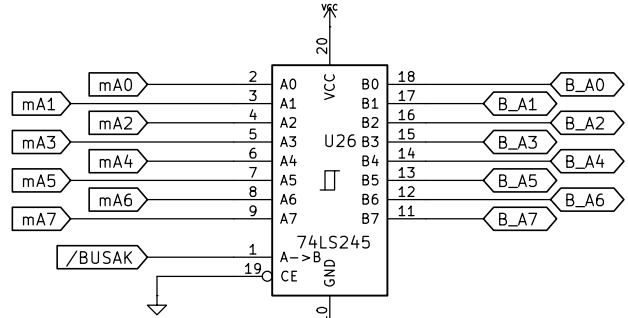 VCC
20
mA0 2 A0 VCC B0 18 B_A0
mA1 3 A1 B1 17 B_A1
mA2 4 A2 B2 16 B_A2
mA3 5 A3 U26 B3 15 B_A3
mA4 6 A4 B4 14 B_A4
mA5 7 A5 B5 13 B_A5
mA6 8 A6 B6 12 B_A6
mA7 9 A7 B7 11 B_A7
74LS245
/BUSAK 1 A->B
19 CE GND